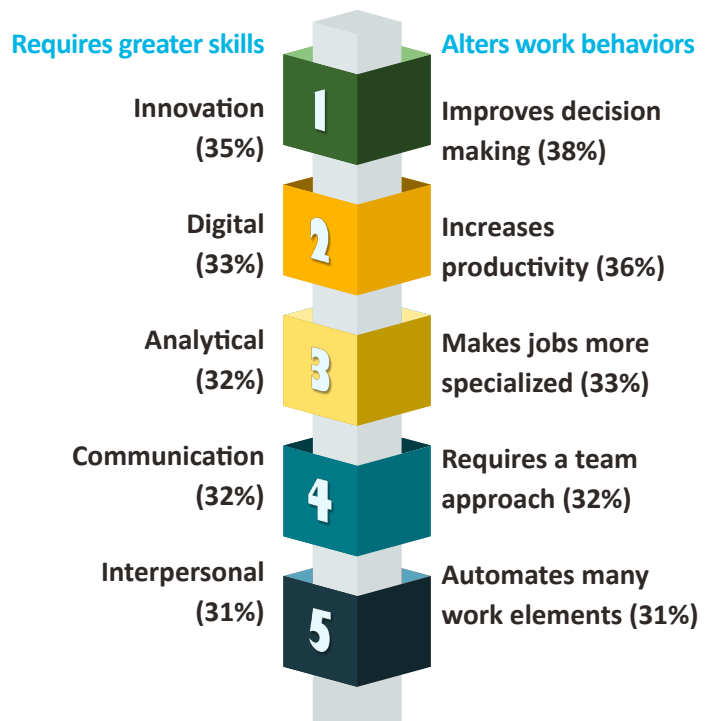 Requires greater skills
Alters work behaviors
Innovation
(35%)
1
Improves decision
making (38%)
Digital
(33%)
2
Increases
productivity (36%)
Analytical
(32%)
3
Makes jobs more
specialized (33%)
Communication
(32%)
4
Requires a team
approach (32%)
Interpersonal
(31%)
5
Automates many
work elements (31%)